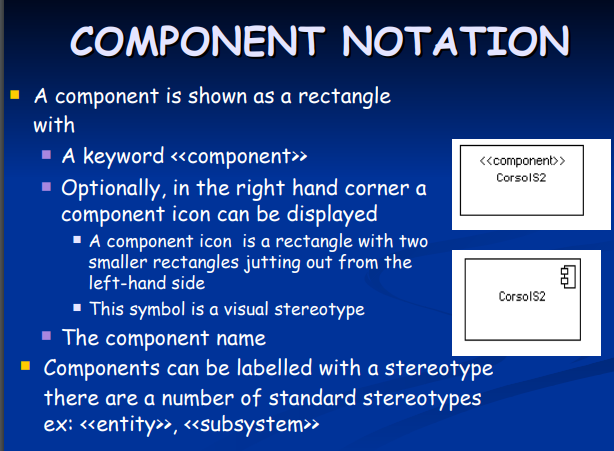 COMPONENT NOTATION
A component is shown as a rectangle
with
A keyword <<component>>
Optionally, in the right hand corner a
component icon can be displayed
A component icon is a rectangle with two
smaller rectangles jutting out from the
left-hand side
This symbol is a visual stereotype
The component name
Components can be labelled with a stereotype
there are a number of standard stereotypes
ex: <<entity>>, <<subsystem>>
<<component>>
CorsoIS2
CorsoIS2